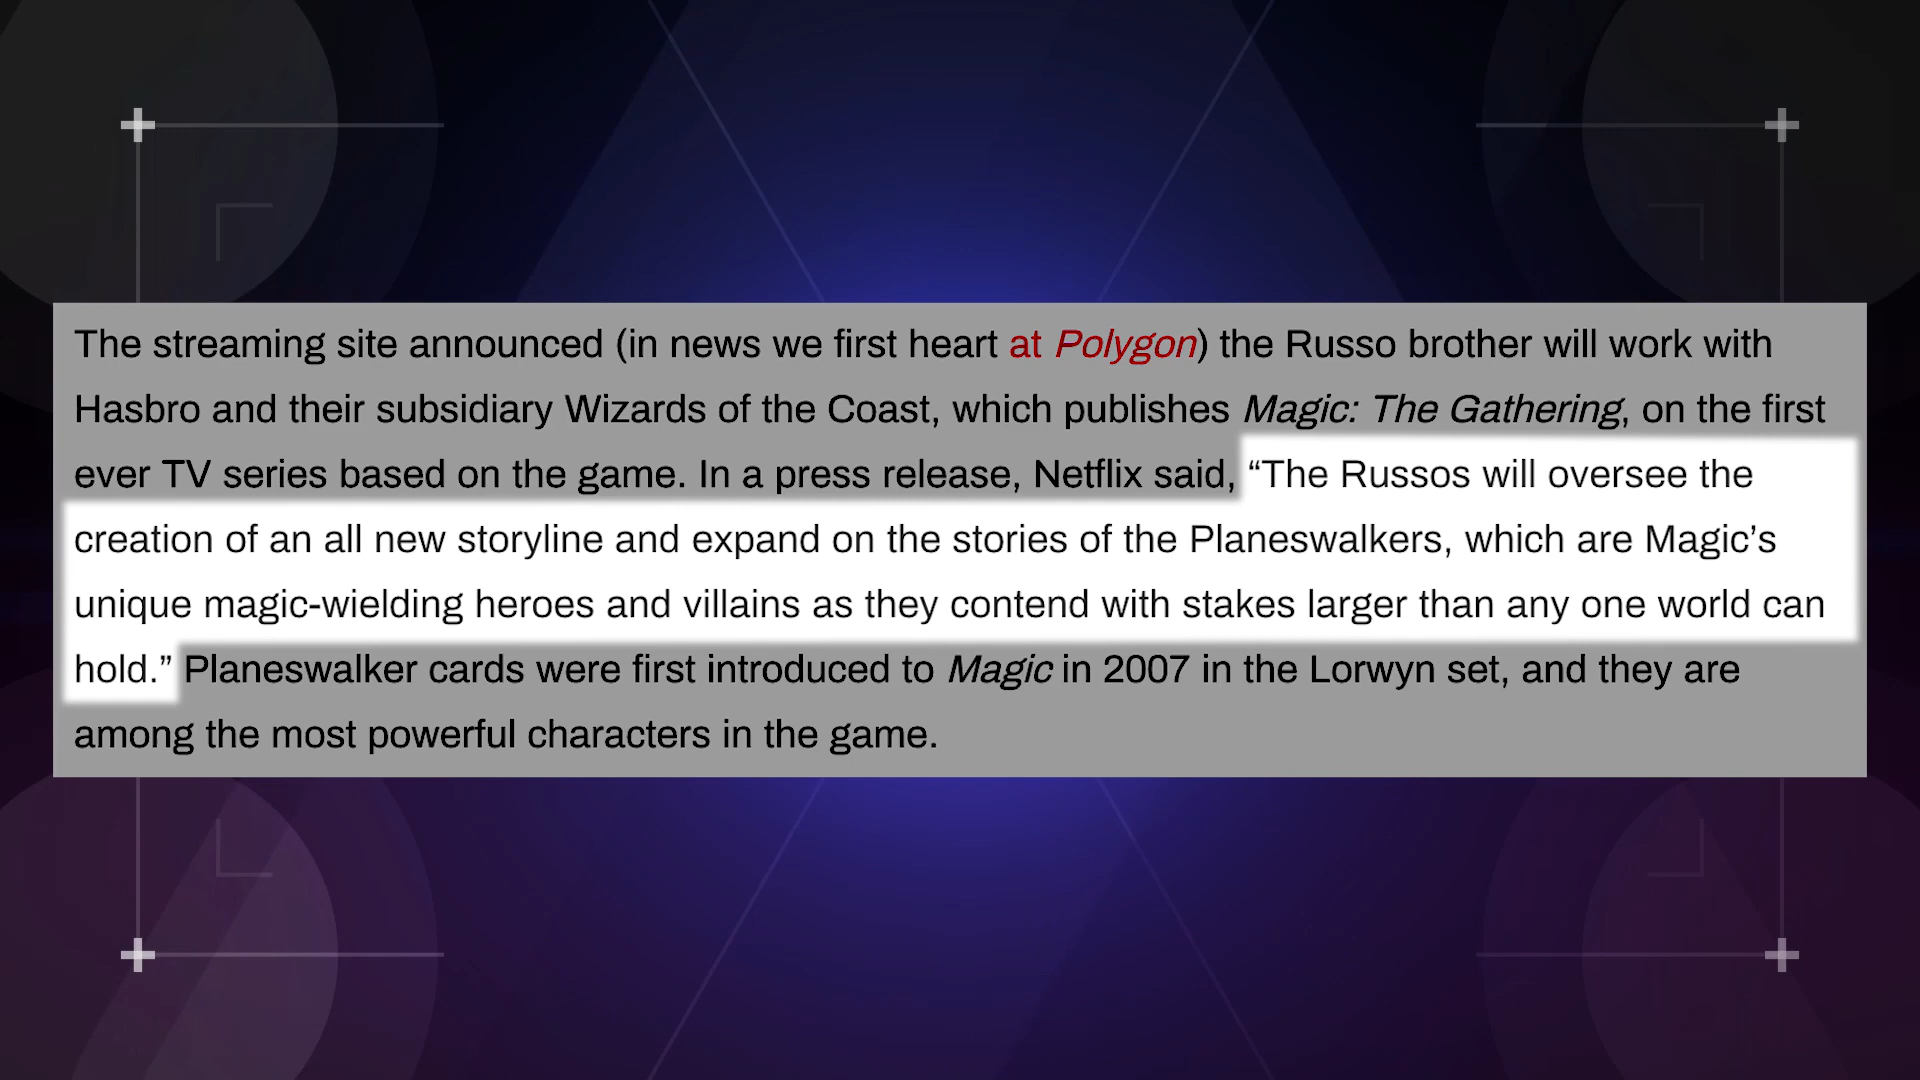 The streaming site announced (in news we first heart at Polygon) the Russo brother will work with
Hasbro and their subsidiary Wizards of the Coast, which publishes Magic: The Gathering, on the first
ever TV series based on the game. In a press release, Netflix said, “The Russos will oversee the
creation of an all new storyline and expand on the stories of the Planeswalkers, which are Magic’s
unique magic-wielding heroes and villains as they contend with stakes larger than any one world can
hold.” Planeswalker cards were first introduced to Magic in 2007 in the Lorwyn set, and they are
among the most powerful characters in the game.